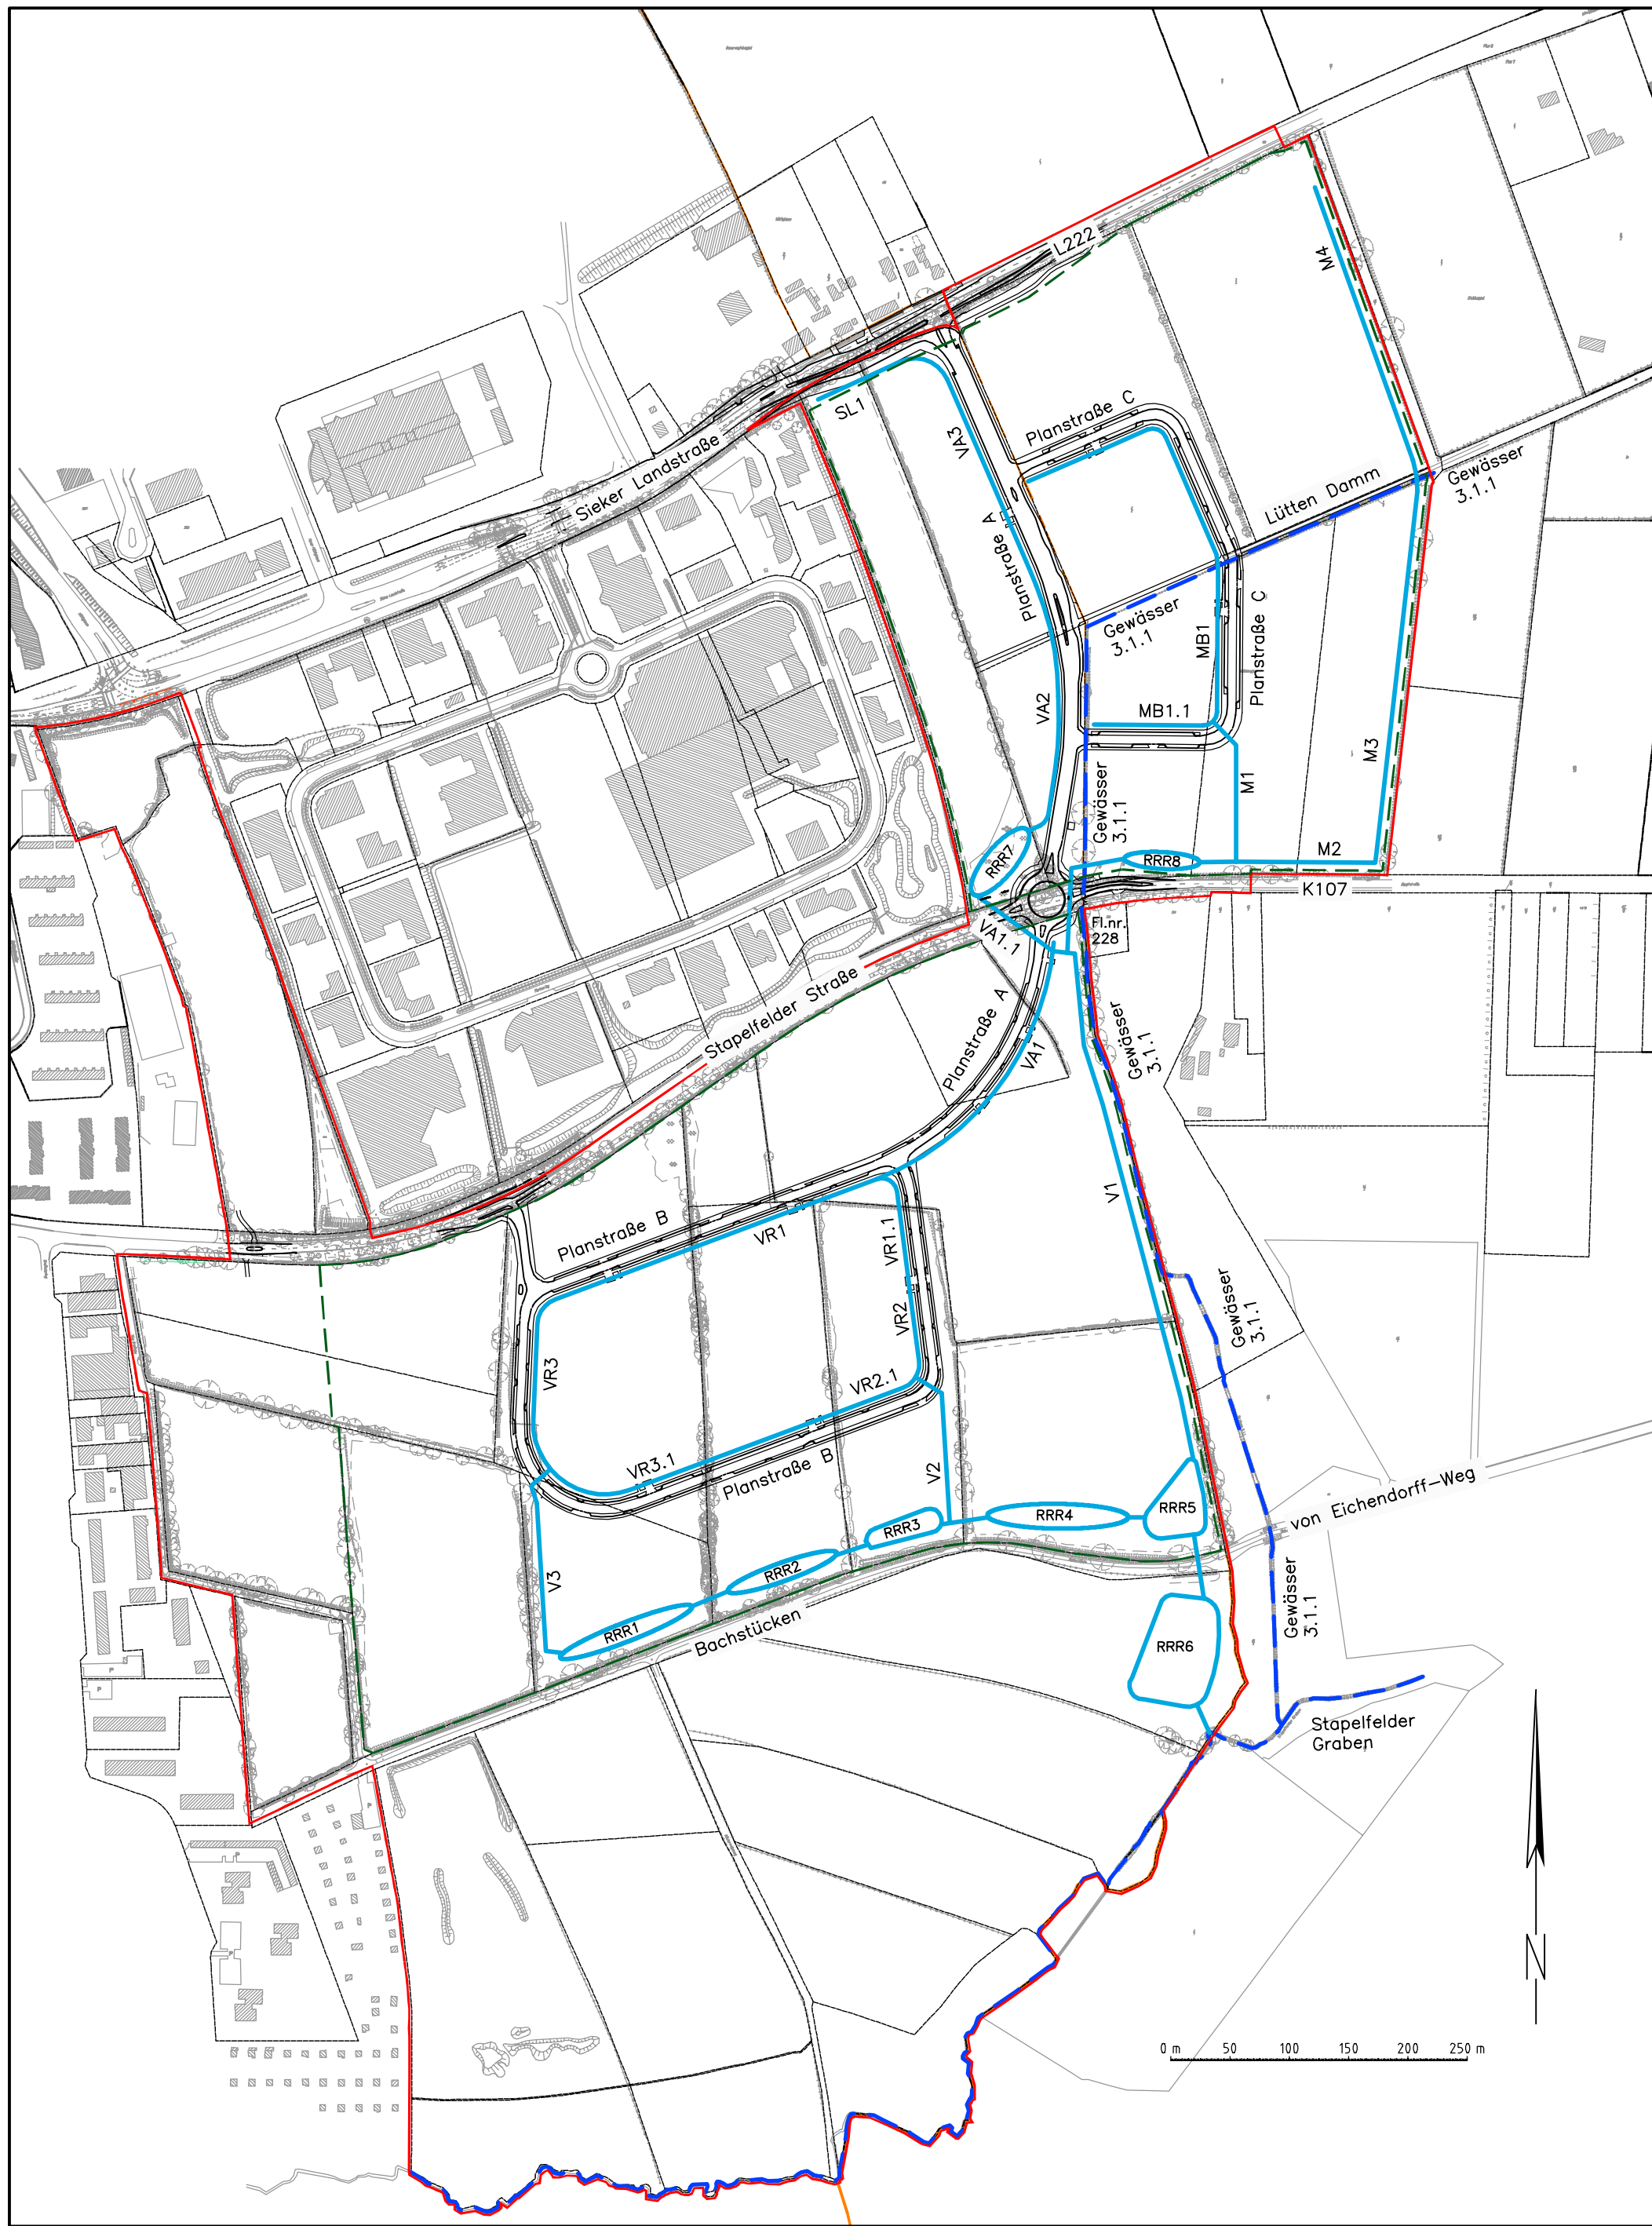 L222
M4
SL1
VA3
Planstraße C
Sieker Landstraße
Lütten Damm
Gewässer
3.1.1
Planstraße A
Gewässer
3.1.1
MB1
Planstraße C
VA2
MB1.1
M3
Gewässer
3.1.1
M1
RRR7
RRR8
M2
K107
VA1.1
Fl.nr.
228
Stapelfelder Straße
Planstraße A
VA1
Gewässer
3.1.1
V1
Planstraße B
VR1
VR1.1
VR2
Gewässer
3.1.1
VR3
VR2.1
VR3.1
Planstraße B
V2
RRR5
RRR4
RRR3
von Eichendorff-Weg
V3
RRR2
RRR1
Bachstücken
Gewässer
3.1.1
RRR6
P
P
P
P
Stapelfelder
Graben
N
0 m 50 100 150 200 250 m